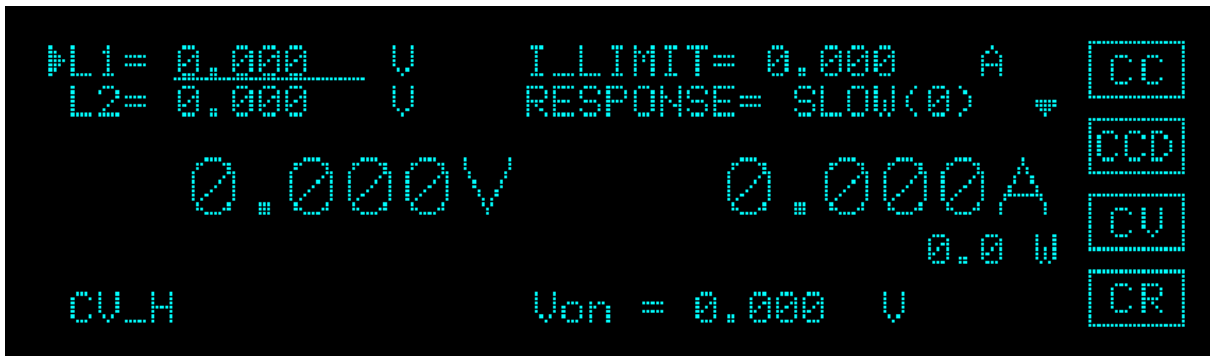 L1= 0.000 V I_LIMIT= 0.000 A CC
L2= 0.000 V RESPONSE= SLOW(0)
CCD
0.000V 0.000A
CV
0.0 W
CV_H Von = 0.000 V CR